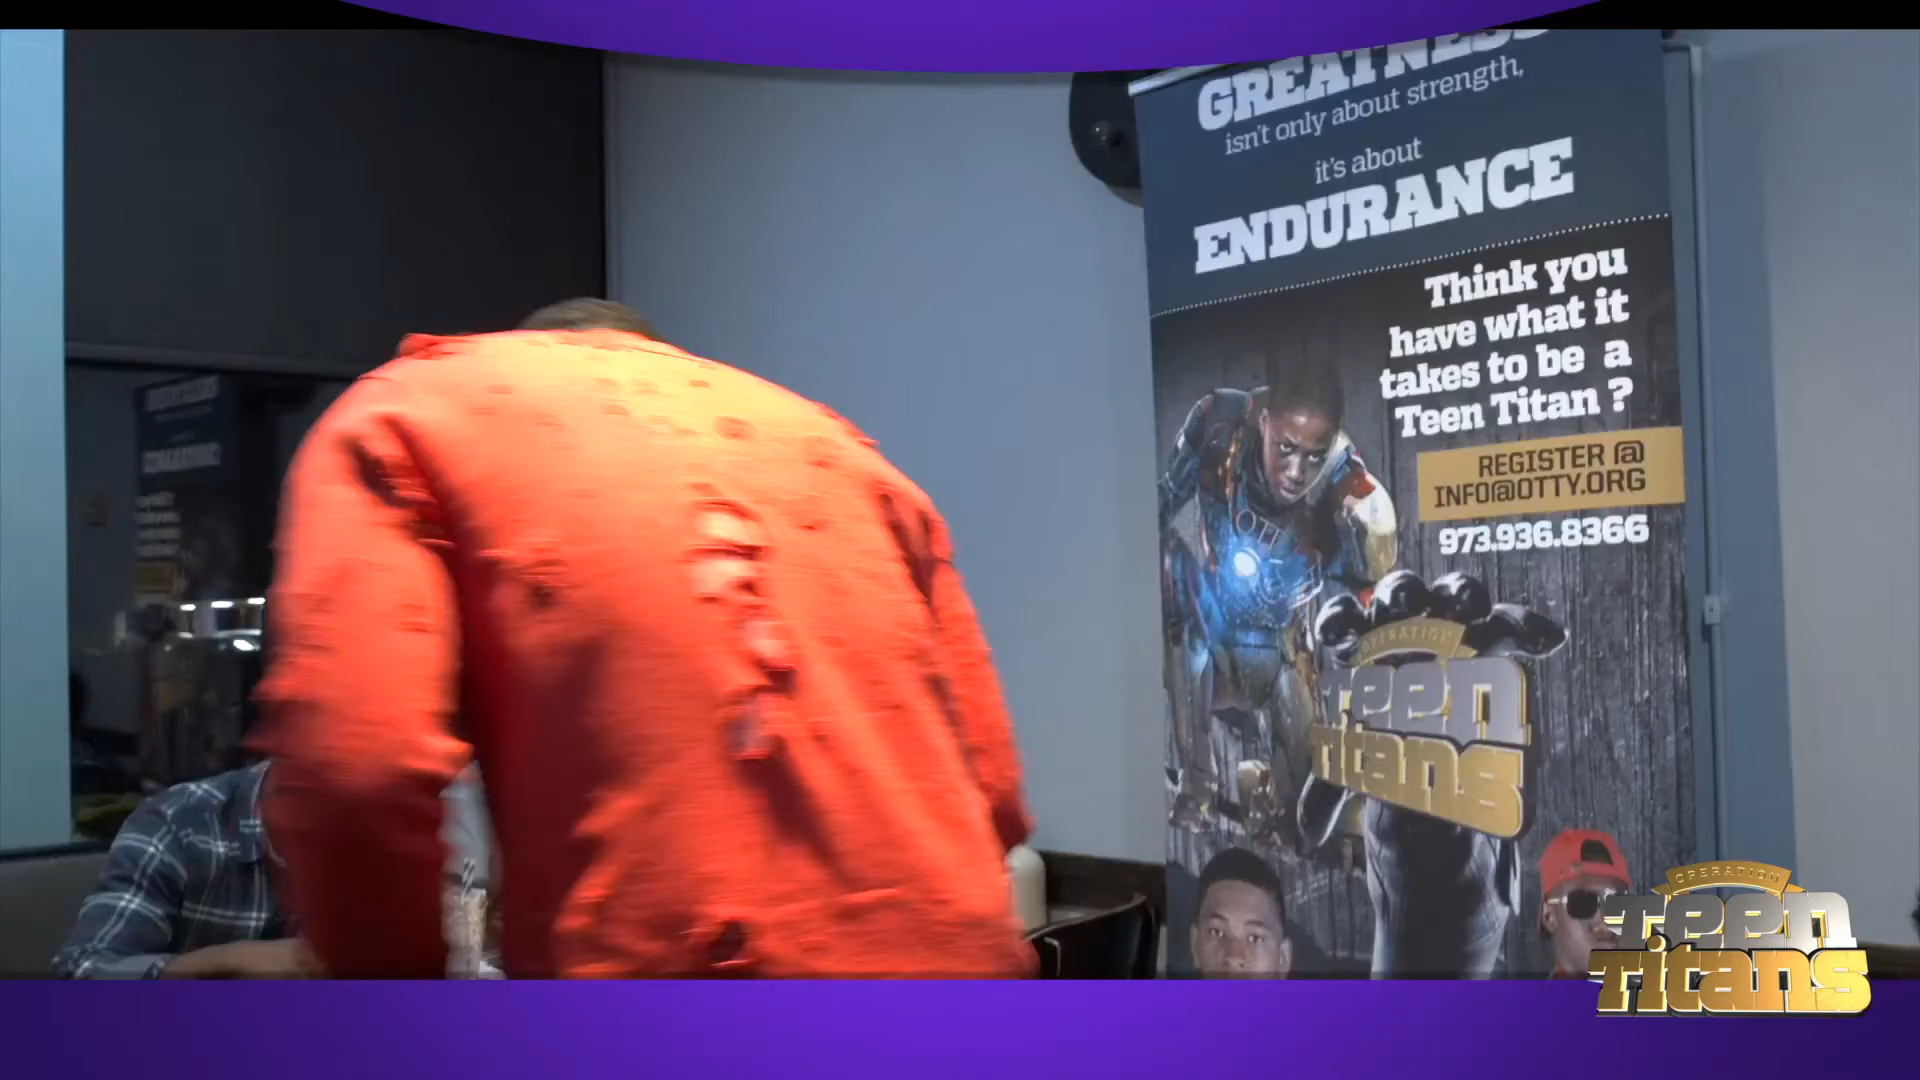 GREATNESS
isn't only about strength,
it's about
ENDURANCE
Think you
have what it
takes to be a
Teen Titan ?
REGISTER @
INFO@OTTY.ORG
973.936.8366
OTTY
OPERATION
Teen
Titans
OPERATION
Teen
Titans